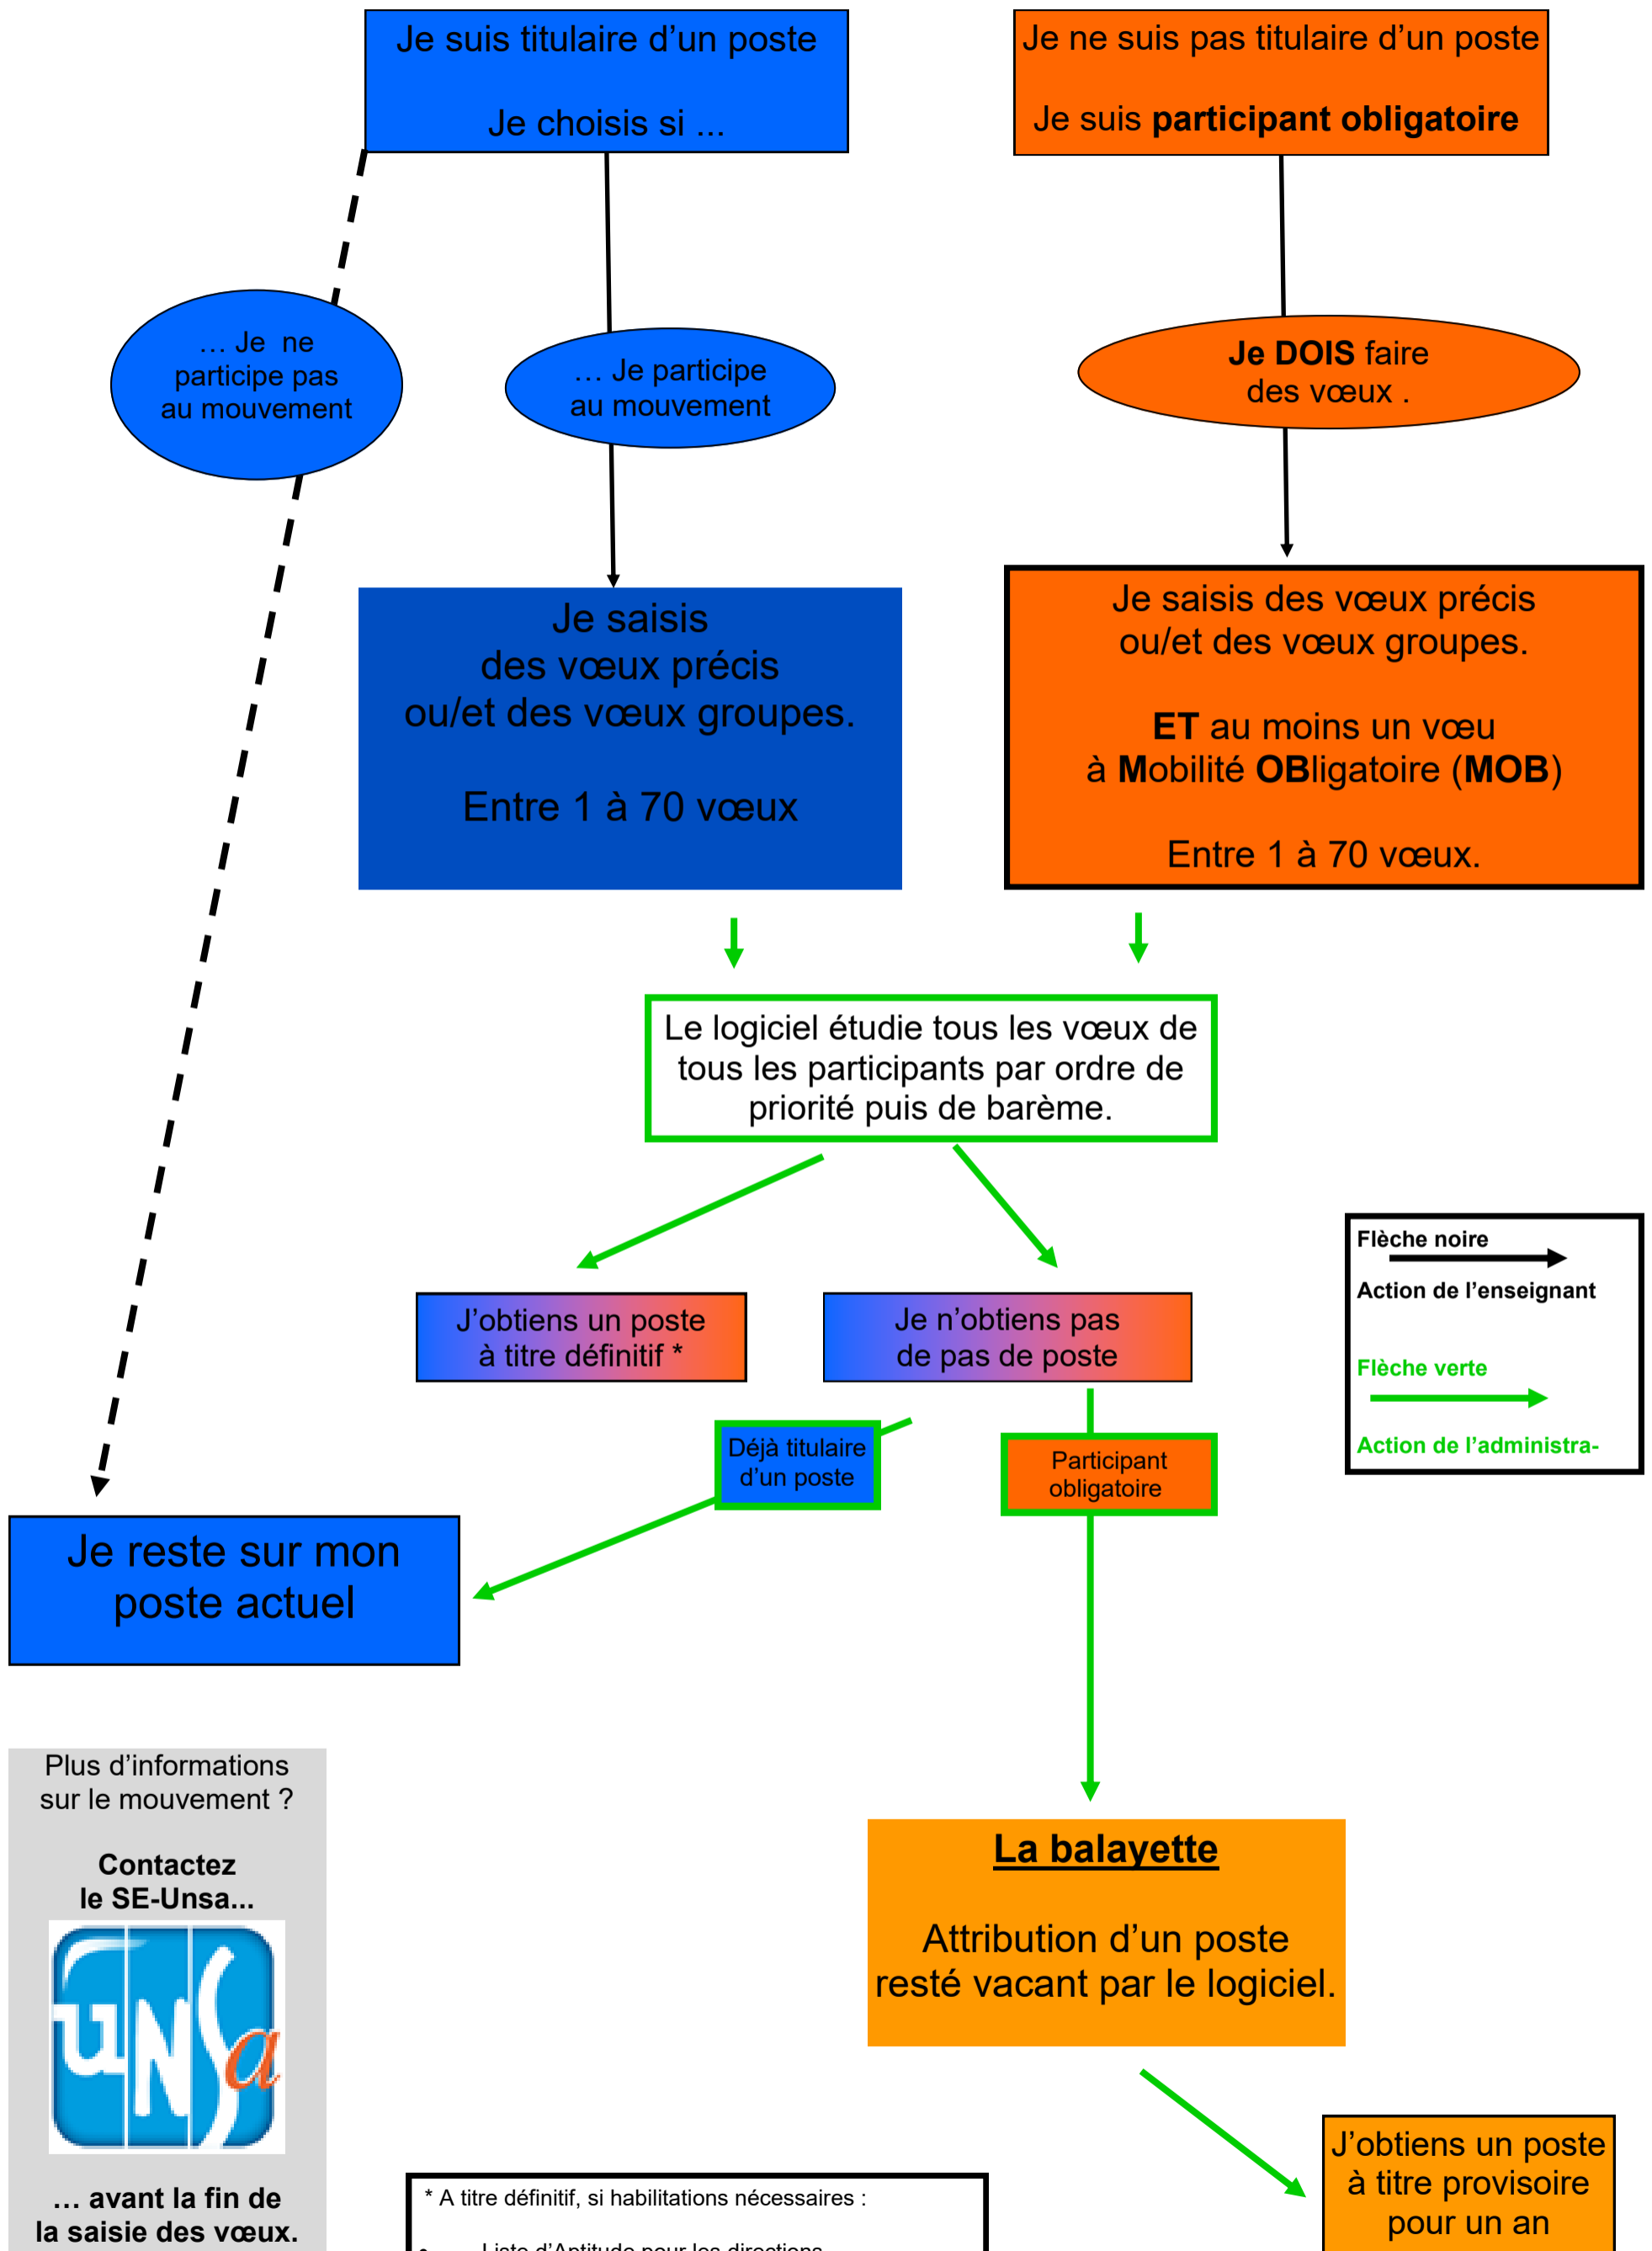 Je suis titulaire d’un poste
Je choisis si ...
Je ne suis pas titulaire d’un poste
Je suis participant obligatoire
… Je  ne
participe pas
au mouvement
… Je participe
au mouvement
Je DOIS faire
des vœux .
Je saisis
des vœux précis
ou/et des vœux groupes.
Entre 1 à 70 vœux
Je saisis des vœux précis
ou/et des vœux groupes.
ET au moins un vœu
à Mobilité OBligatoire (MOB)
Entre 1 à 70 vœux.
Le logiciel étudie tous les vœux de
tous les participants par ordre de
priorité puis de barème.
J’obtiens un poste
à titre définitif *
Je n’obtiens pas
de pas de poste
Flèche noire
Action de l’enseignant
Flèche verte
Action de l’administra-
Déjà titulaire
d’un poste
Participant
obligatoire
Je reste sur mon
poste actuel
Plus d’informations
sur le mouvement ?
Contactez
le SE-Unsa...
uNSa
… avant la fin de
la saisie des vœux.
La balayette
Attribution d’un poste
resté vacant par le logiciel.
J’obtiens un poste
à titre provisoire
pour un an
* A titre définitif, si habilitations nécessaires :
Liste d’Aptitude pour les directions